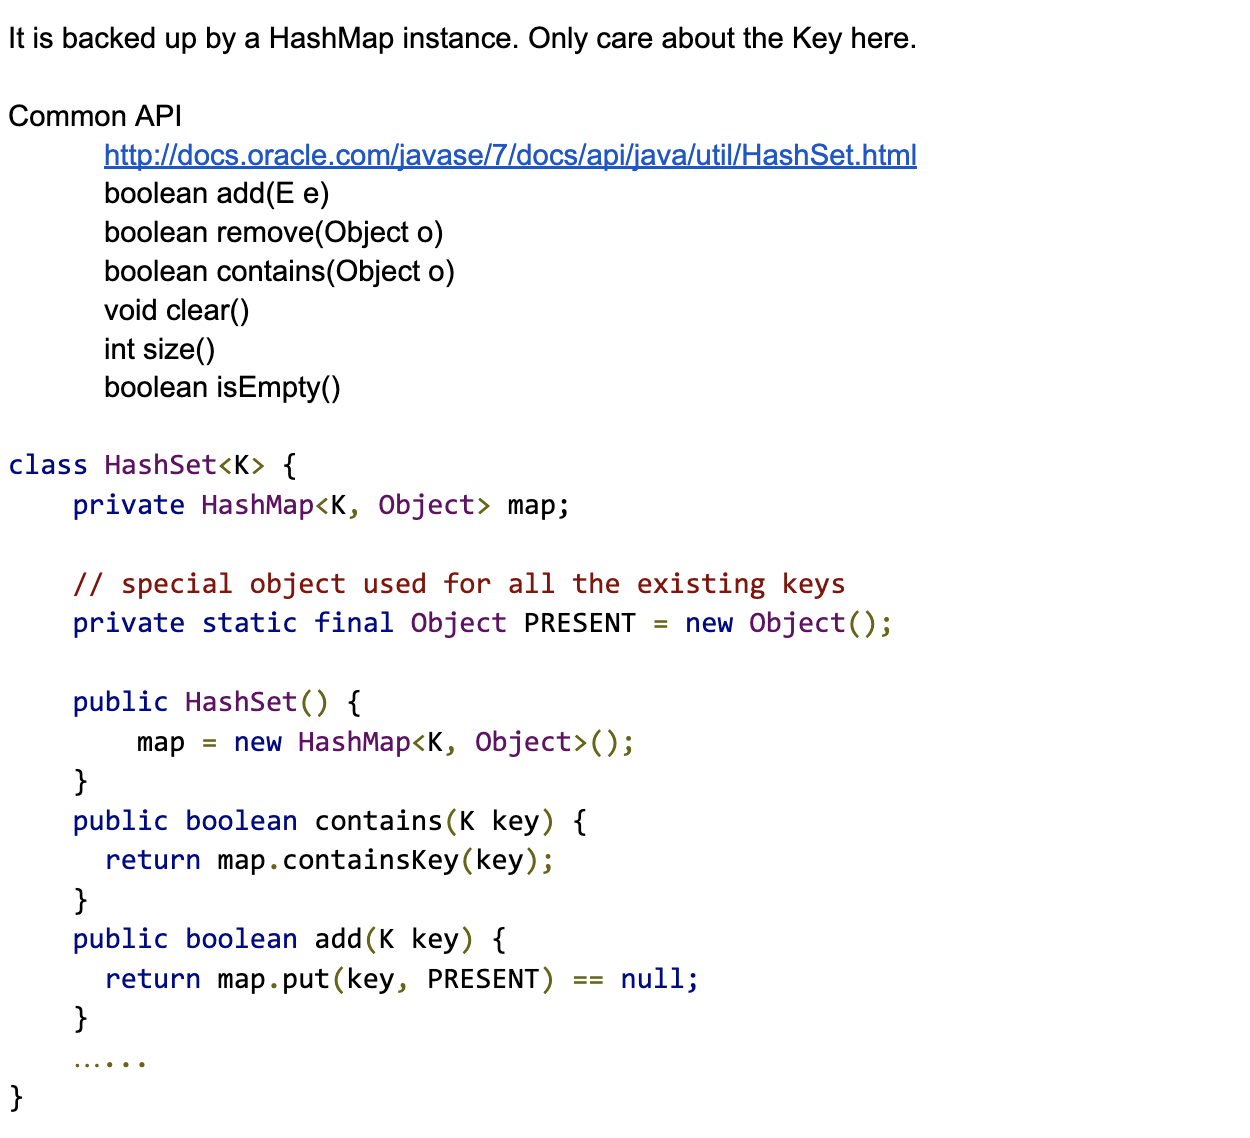 It is backed up by a HashMap instance. Only care about the Key here.
Common API
http://docs.oracle.com/javase/7/docs/api/java/util/HashSet.html
boolean add(E e)
boolean remove(Object o)
boolean contains(Object o)
void clear()
int size()
boolean isEmpty()
class HashSet<K> {
    private HashMap<K, Object> map;
    // special object used for all the existing keys
    private static final Object PRESENT = new Object();
    public HashSet() {
        map = new HashMap<K, Object>();
    }
    public boolean contains(K key) {
      return map.containsKey(key);
    }
    public boolean add(K key) {
      return map.put(key, PRESENT) == null;
    }
    …...
}